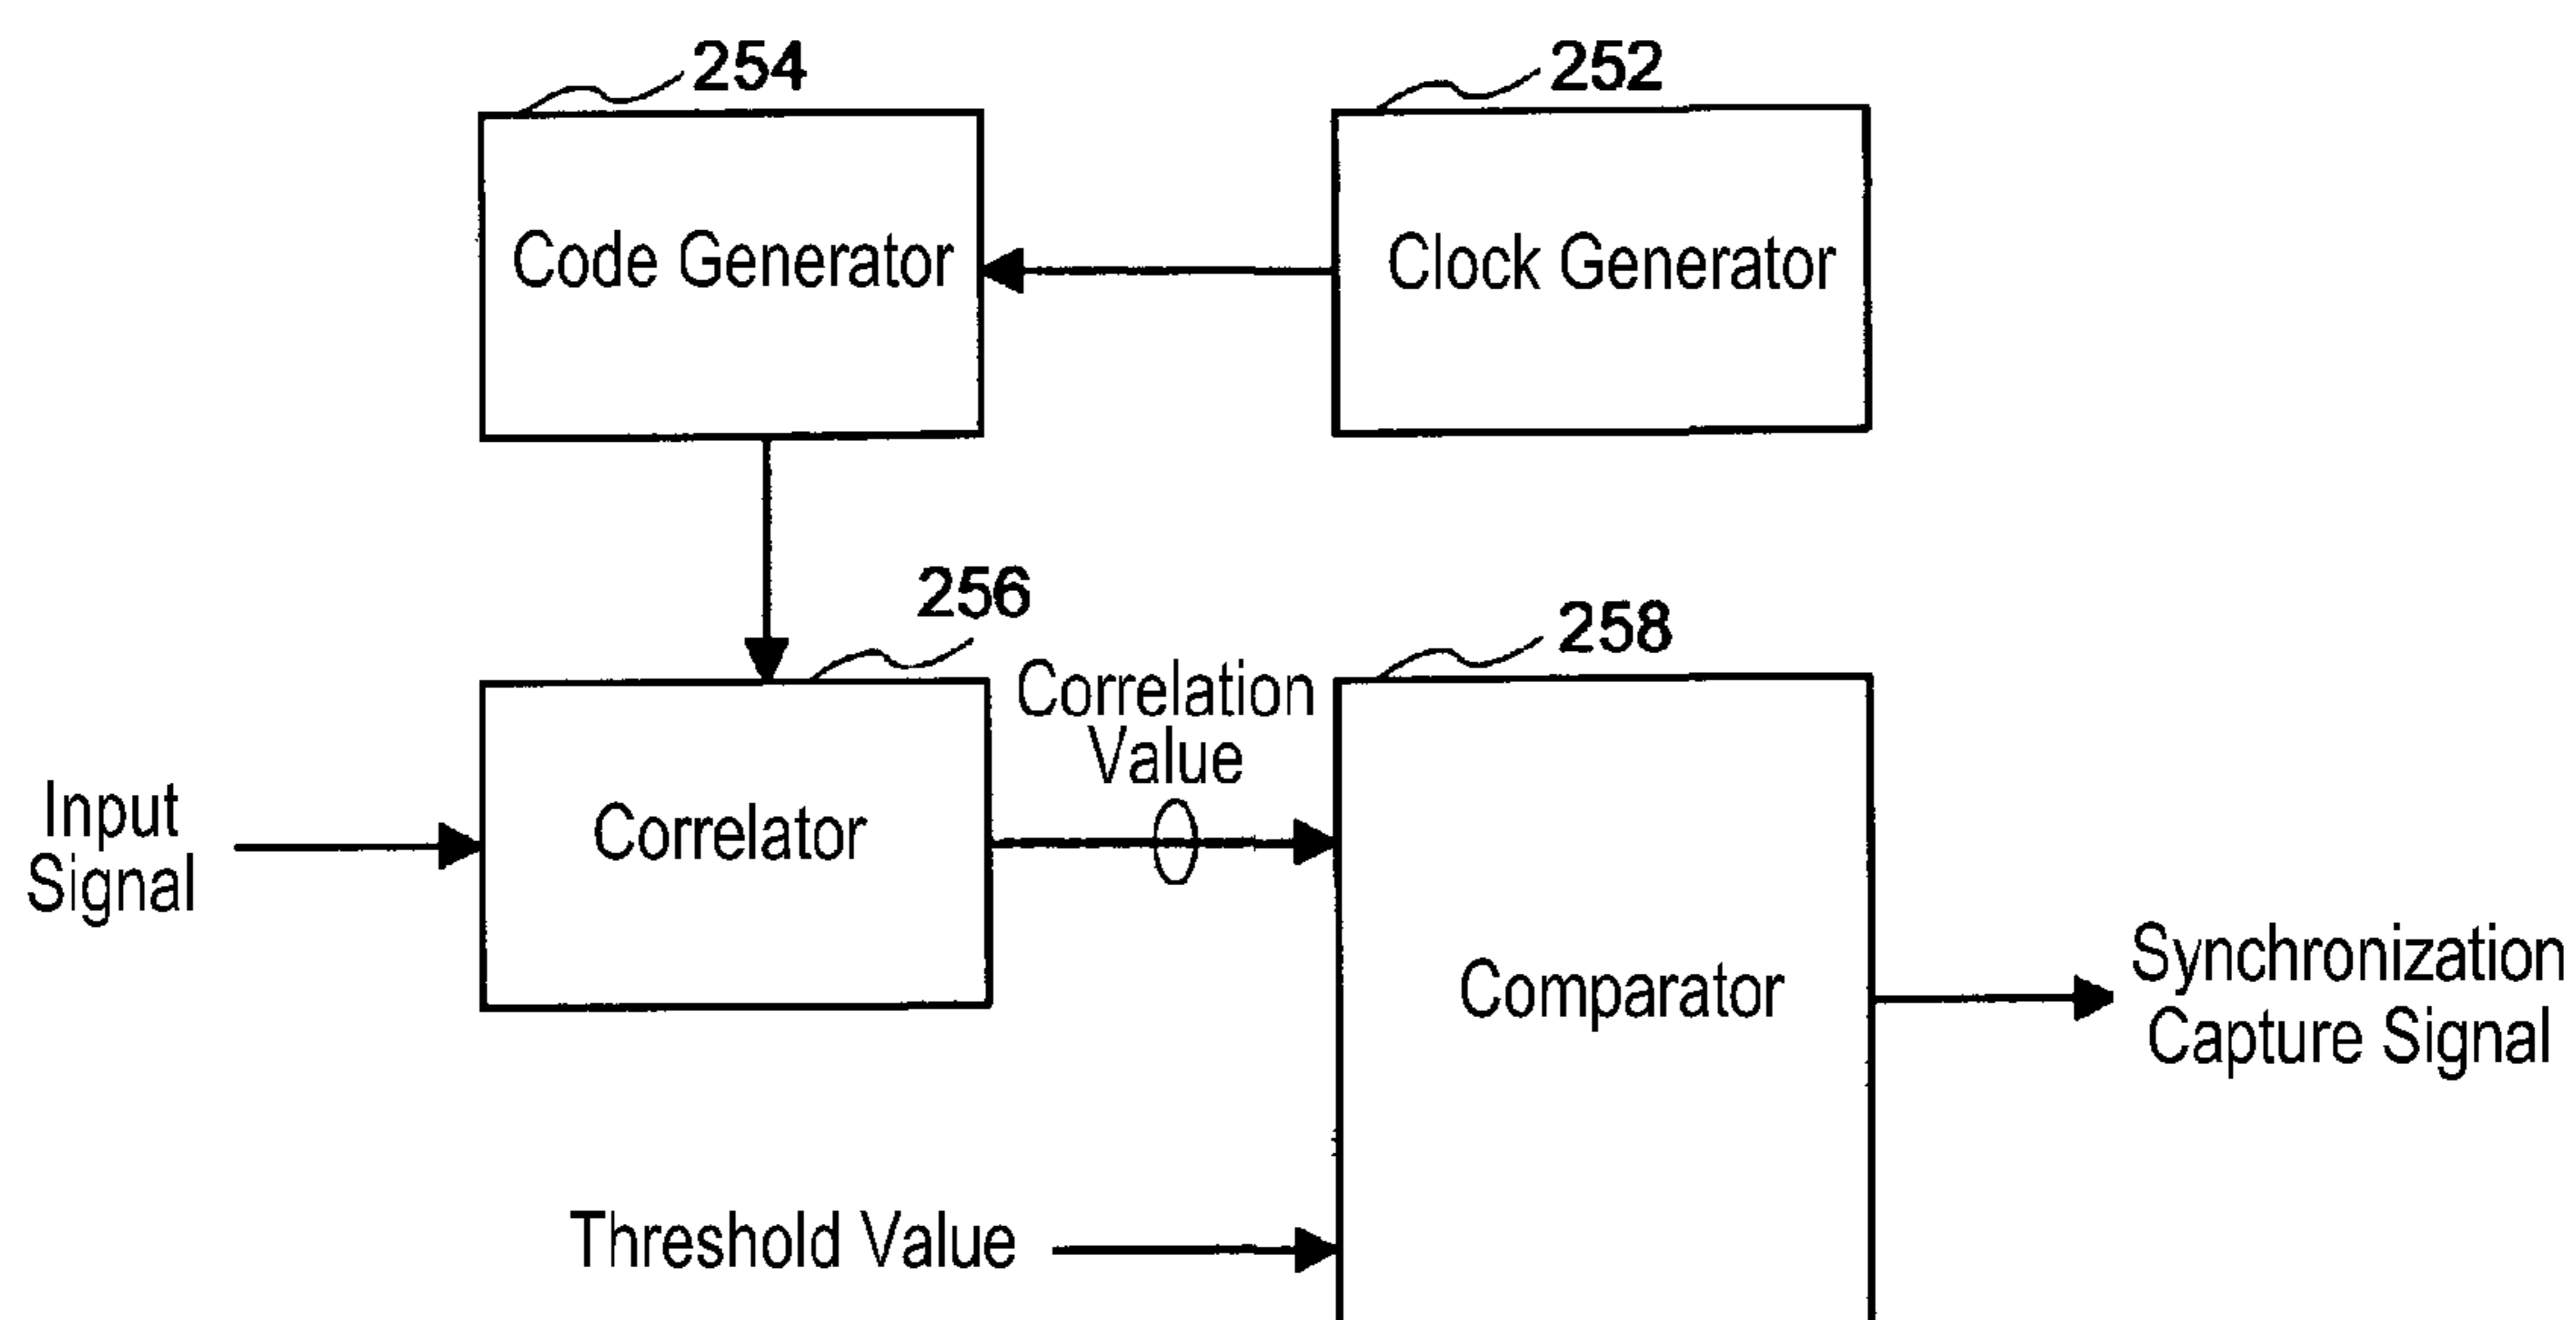 254
252
Code Generator
Clock Generator
256
258
Correlation
Value
Input
Signal
Correlator
Comparator
Synchronization
Capture Signal
Threshold Value